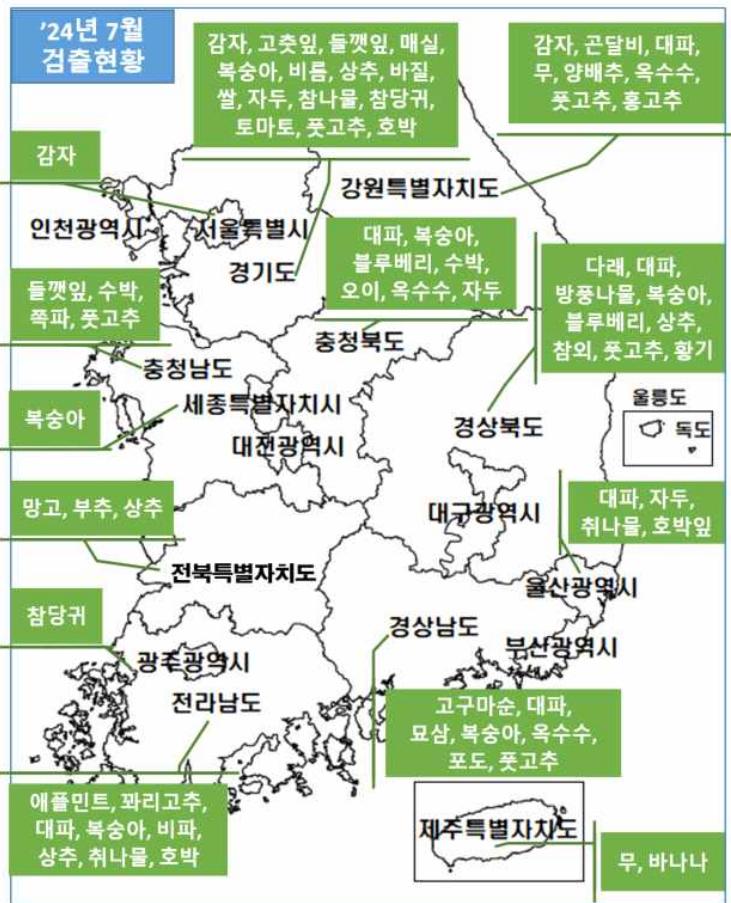 '24년 7월
검출현황
감자, 고춧잎, 들깻잎, 매실,
복숭아, 비름, 상추, 바질,
쌀, 자두, 참나물, 참당귀,
토마토, 풋고추, 호박
감자, 곤달비, 대파,
무, 양배추, 옥수수,
풋고추, 홍고추
감자
강원특별자치도
인천광역시
서울특별시
경기도
대파, 복숭아,
블루베리, 수박,
오이, 옥수수, 자두
다래, 대파,
방풍나물, 복숭아,
블루베리, 상추,
참외, 풋고추, 황기
들깻잎, 수박,
쪽파, 풋고추
충청북도
충청남도
세종특별자치시
대전광역시
복숭아
경상북도
울릉도
독도
대구광역시
망고, 부추, 상추
대파, 자두,
취나물, 호박잎
전북특별자치도
울산광역시
참당귀
경상남도
부산광역시
광주광역시
전라남도
고구마순, 대파,
묘삼, 복숭아, 옥수수,
포도, 풋고추
애플민트, 꽈리고추,
대파, 복숭아, 비파,
상추, 취나물, 호박
제주특별자치도
무, 바나나